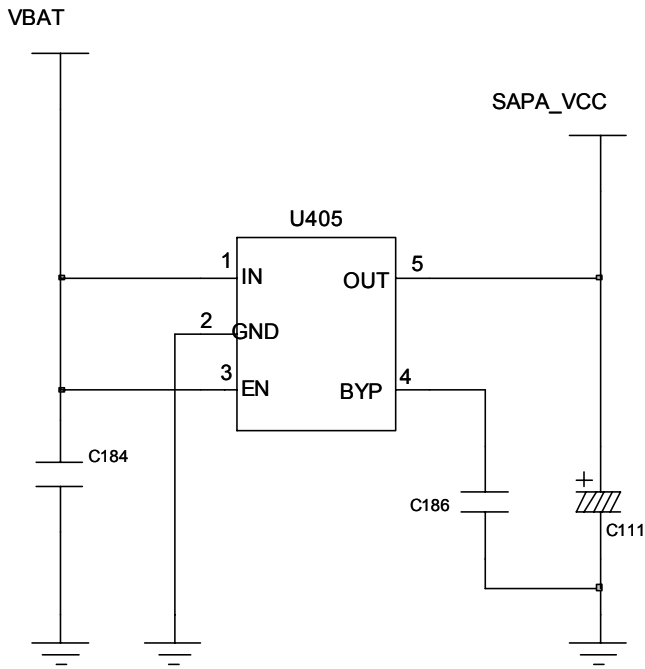 VBAT
SAPA_VCC
U405
1
IN
OUT
5
2
GND
3
EN
BYP
4
C184
C186
+
C111